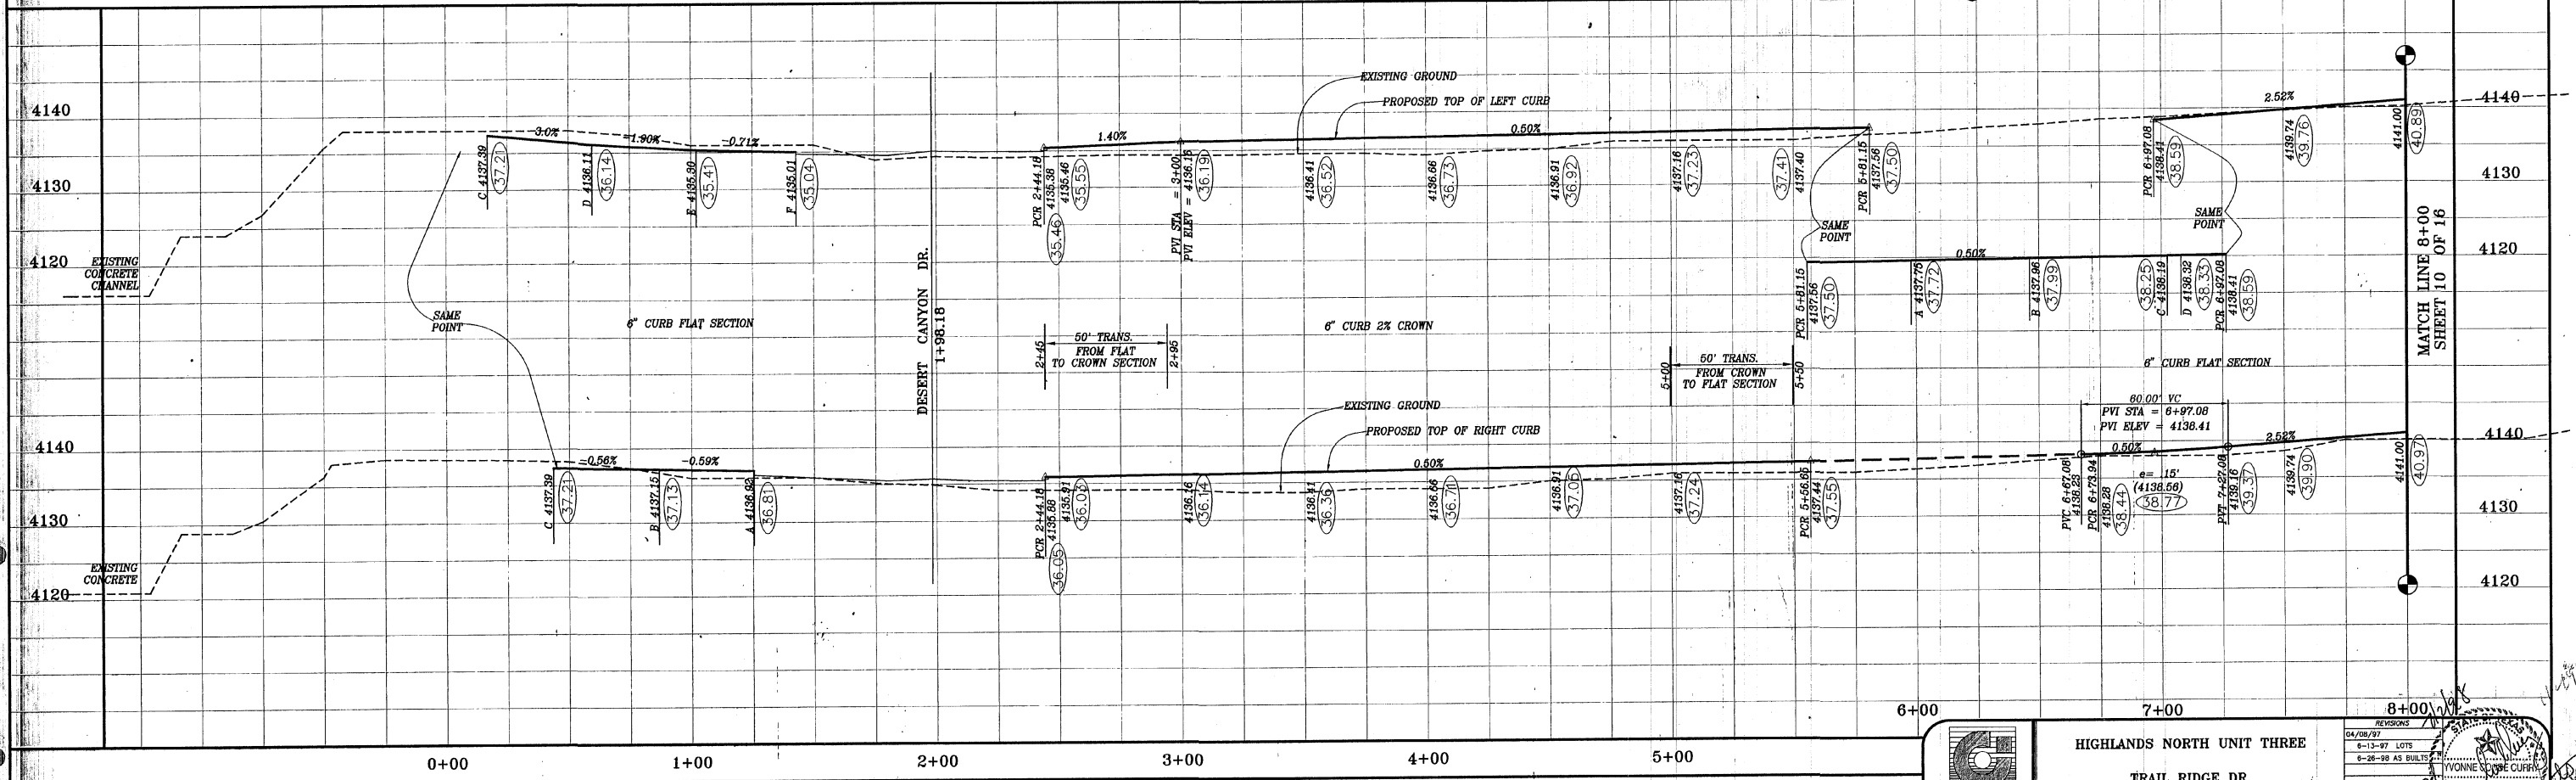 EXISTING GROUND
PROPOSED TOP OF LEFT CURB
4140
4130
4120
3.0%
-1.90%
-0.71%
1.40%
0.50%
2.52%
4140
4130
4120
C 4137.39
37.21
D 4136.11
36.14
E 4135.30
35.41
F 4135.01
35.04
PCR 2+44.18
4135.38
35.46
4135.46
35.55
PVI STA = 3+00
PVI ELEV = 4136.16
36.19
4136.41
36.52
4136.66
36.73
4136.91
36.92
4137.16
37.23
37.41
4137.40
PCR 5+81.15
4137.56
37.50
PCR 6+97.08
4138.41
38.59
4139.74
39.76
4141.00
40.89
EXISTING
CONCRETE
CHANNEL
SAME
POINT
6" CURB FLAT SECTION
DESERT CANYON DR.
1+98.18
2+45
50' TRANS.
FROM FLAT
TO CROWN SECTION
2+95
6" CURB 2% CROWN
5+00
50' TRANS.
FROM CROWN
TO FLAT SECTION
5+50
SAME
POINT
SAME
POINT
0.50%
PCR 5+81.15
4137.56
37.50
A 4137.75
37.72
B 4137.96
37.99
38.25
C 4138.19
D 4138.32
38.33
PCR 6+97.08
4138.41
38.59
6" CURB FLAT SECTION
MATCH LINE 8+00
SHEET 10 OF 16
EXISTING GROUND
PROPOSED TOP OF RIGHT CURB
60.00' VC
PVI STA = 6+97.08
PVI ELEV = 4138.41
4140
4130
4120
-0.56%
-0.59%
0.50%
0.50%
2.52%
4140
4130
4120
C 4137.39
37.21
B 4137.15
37.13
A 4136.92
36.81
PCR 2+44.18
4135.88
36.05
4135.91
36.03
4136.16
36.14
4136.41
36.36
4136.66
36.71
4136.91
37.05
4137.16
37.24
PCR 5+56.65
4137.44
37.55
PVC 6+67.08
4138.23
PCR 6+73.94
4138.28
38.44
e= .15'
(4138.56)
38.77
PVT 7+27.08
4139.16
39.37
4139.74
39.90
4141.00
40.97
EXISTING
CONCRETE
0+00
1+00
2+00
3+00
4+00
5+00
6+00
7+00
8+00
HIGHLANDS NORTH UNIT THREE
TRAIL RIDGE DR
REVISIONS
04/08/97
6-13-97 LOTS
6-26-98 AS BUILTS
STATE OF TEXAS